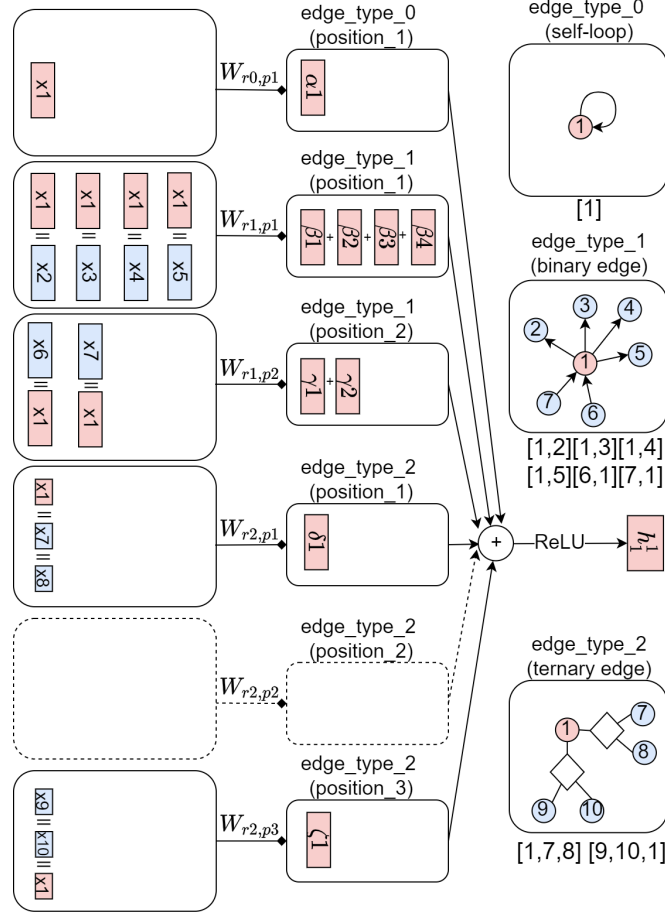 edge_type_0
(position_1)
x1
W_{r0,p1}
α1
edge_type_1
(position_1)
x1 x1 x1 x1
= = = =
x2 x3 x4 x5
W_{r1,p1}
β1 + β2 + β3 + β4
edge_type_1
(position_2)
x6 x7
= =
x1 x1
W_{r1,p2}
γ1 + γ2
edge_type_2
(position_1)
x1
=
x7
=
x8
W_{r2,p1}
δ1
edge_type_2
(position_2)
W_{r2,p2}
edge_type_2
(position_3)
x9
=
x10
=
x1
W_{r2,p3}
ζ1
+
ReLU
h_1^1
edge_type_0
(self-loop)
1
[1]
edge_type_1
(binary edge)
3
4
2
1
5
7
6
[1,2][1,3][1,4]
[1,5][6,1][7,1]
edge_type_2
(ternary edge)
1
7
8
9
10
[1,7,8] [9,10,1]